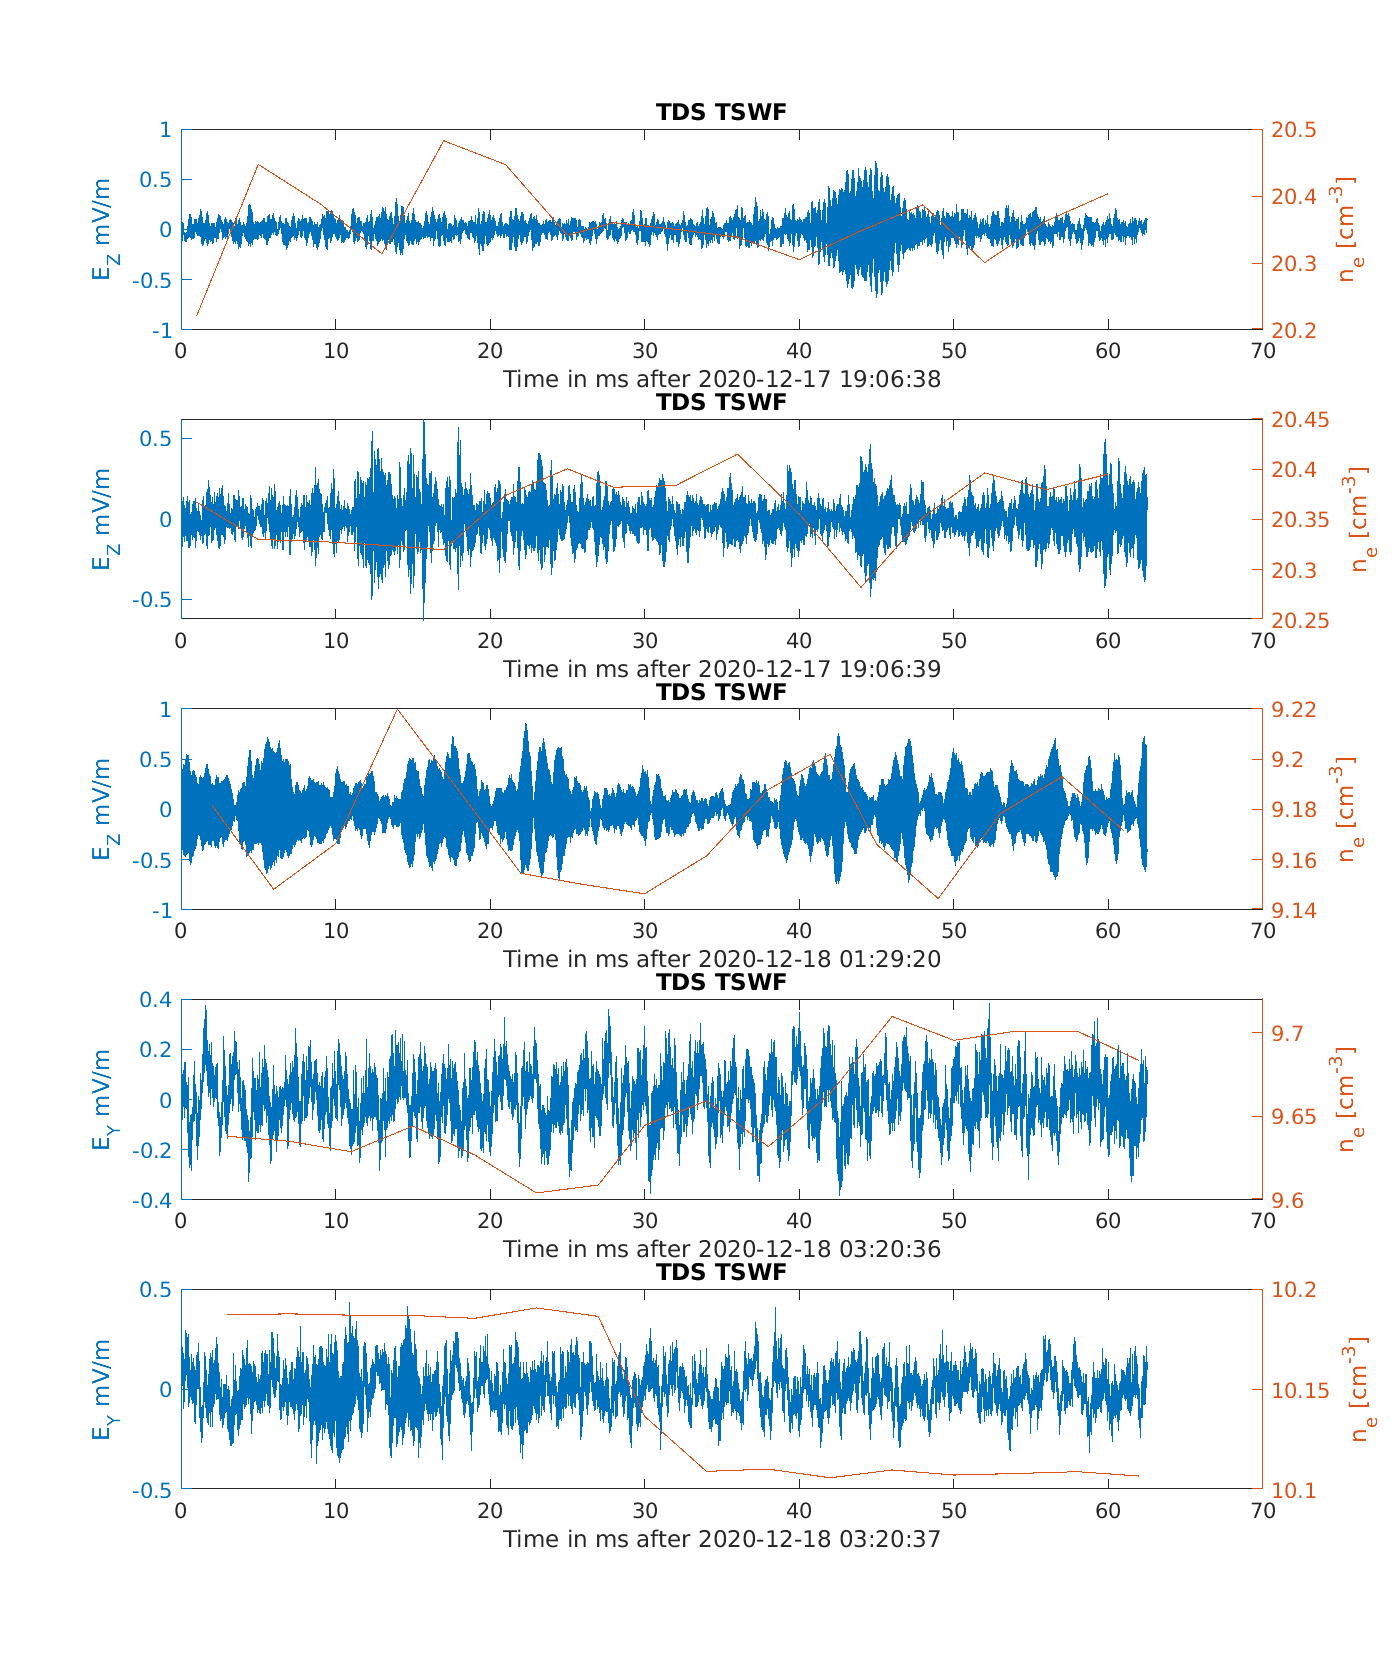 TDS TSWF
1
0.5
0
-0.5
-1
E_Z mV/m
20.5
20.4
20.3
20.2
n_e [cm^-3]
0 10 20 30 40 50 60 70
Time in ms after 2020-12-17 19:06:38
TDS TSWF
0.5
0
-0.5
E_Z mV/m
20.45
20.4
20.35
20.3
20.25
n_e [cm^-3]
0 10 20 30 40 50 60 70
Time in ms after 2020-12-17 19:06:39
TDS TSWF
1
0.5
0
-0.5
-1
E_Z mV/m
9.22
9.2
9.18
9.16
9.14
n_e [cm^-3]
0 10 20 30 40 50 60 70
Time in ms after 2020-12-18 01:29:20
TDS TSWF
0.4
0.2
0
-0.2
-0.4
E_Y mV/m
9.7
9.65
9.6
n_e [cm^-3]
0 10 20 30 40 50 60 70
Time in ms after 2020-12-18 03:20:36
TDS TSWF
0.5
0
-0.5
E_Y mV/m
10.2
10.15
10.1
n_e [cm^-3]
0 10 20 30 40 50 60 70
Time in ms after 2020-12-18 03:20:37